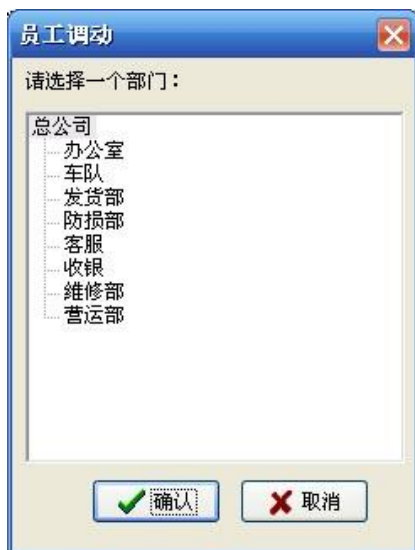 员工调动
请选择一个部门：
总公司
办公室
车队
发货部
防损部
客服
收银
维修部
营运部
确认 取消